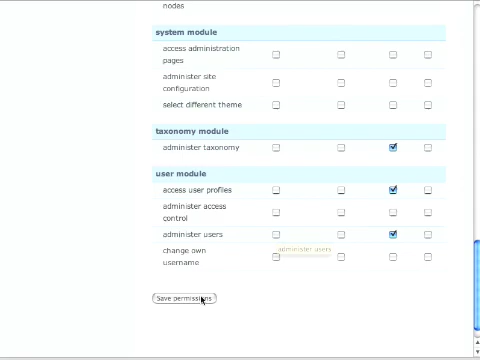 nodes
system module
access administration
pages
administer site
configuration
select different theme
taxonomy module
administer taxonomy
user module
access user profiles
administer access
control
administer users
change own
username
administer users
Save permissions